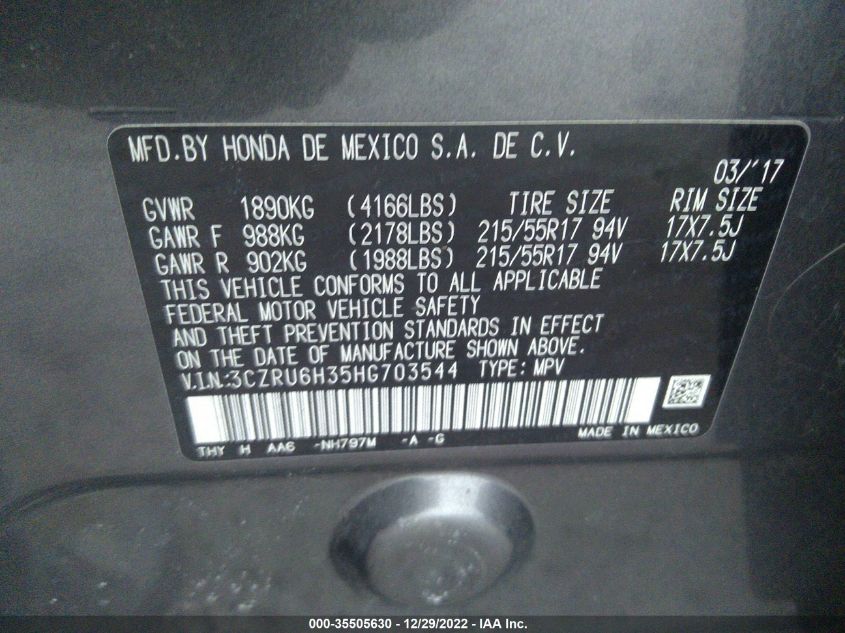 MFD.BY HONDA DE MEXICO S.A. DE C.V.
03/'17
GVWR 1890KG (4166LBS) TIRE SIZE RIM SIZE
GAWR F 988KG (2178LBS) 215/55R17 94V 17X7.5J
GAWR R 902KG (1988LBS) 215/55R17 94V 17X7.5J
THIS VEHICLE CONFORMS TO ALL APPLICABLE
FEDERAL MOTOR VEHICLE SAFETY
AND THEFT PREVENTION STANDARDS IN EFFECT
ON THE DATE OF MANUFACTURE SHOWN ABOVE.
V.I.N.:3CZRU6H35HG703544 TYPE: MPV
THY H AA6 -NH797M -A -G MADE IN MEXICO
000-35505630 - 12/29/2022 - IAA Inc.